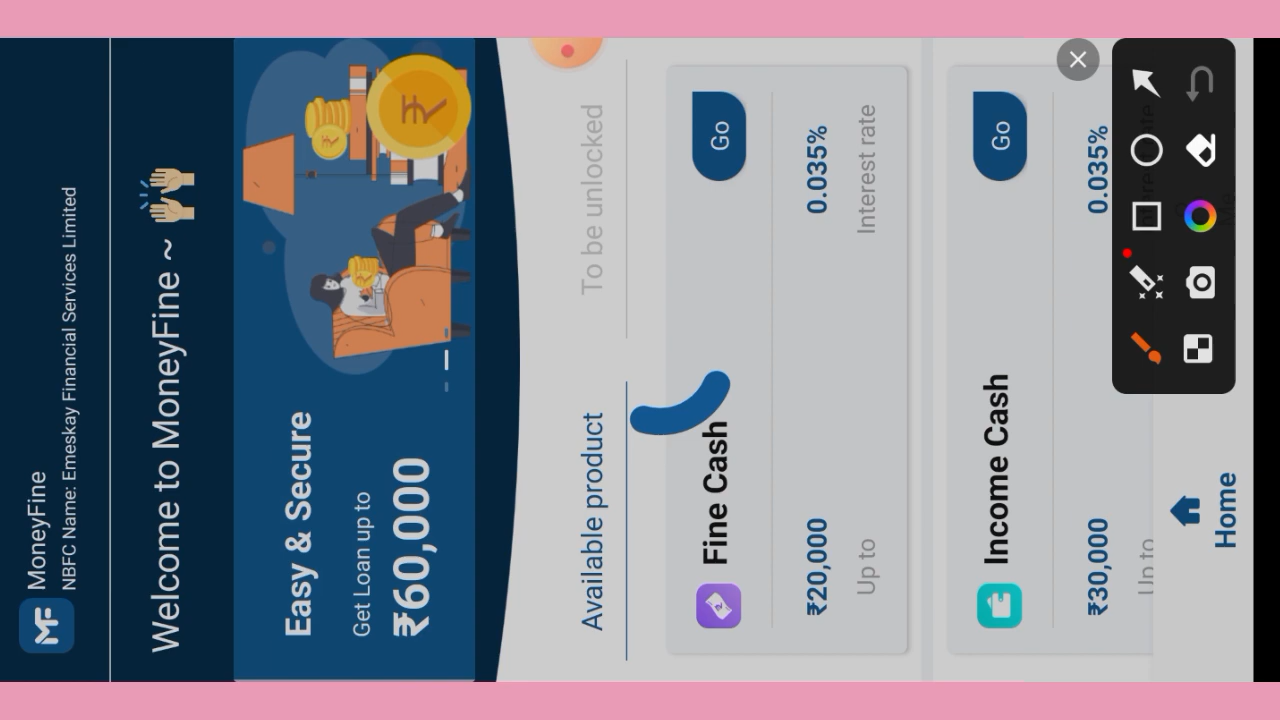 MoneyFine
NBFC Name: Emeskay Financial Services Limited
Welcome to MoneyFine ~
Easy & Secure
Get Loan up to
₹60,000
Available product
To be unlocked
Fine Cash
Go
₹20,000
0.035%
Up to
Interest rate
Income Cash
Go
₹30,000
0.035%
Up to
Home